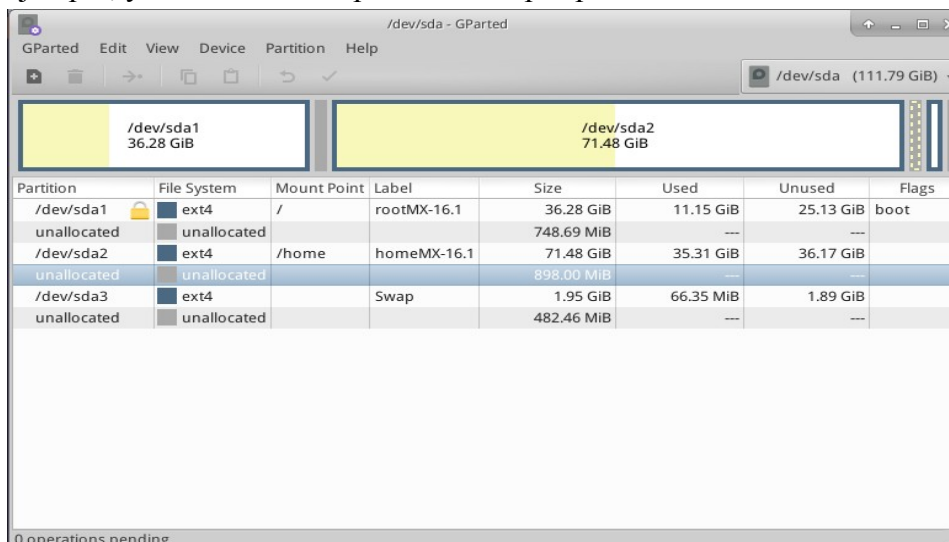 /dev/sda - GParted
GParted Edit View Device Partition Help
/dev/sda (111.79 GiB)
/dev/sda1
36.28 GiB
/dev/sda2
71.48 GiB
Partition File System Mount Point Label Size Used Unused Flags
/dev/sda1 ext4 / rootMX-16.1 36.28 GiB 11.15 GiB 25.13 GiB boot
unallocated unallocated 748.69 MiB --- ---
/dev/sda2 ext4 /home homeMX-16.1 71.48 GiB 35.31 GiB 36.17 GiB
unallocated unallocated 898.00 MiB --- ---
/dev/sda3 ext4 Swap 1.95 GiB 66.35 MiB 1.89 GiB
unallocated unallocated 482.46 MiB --- ---
0 operations pending